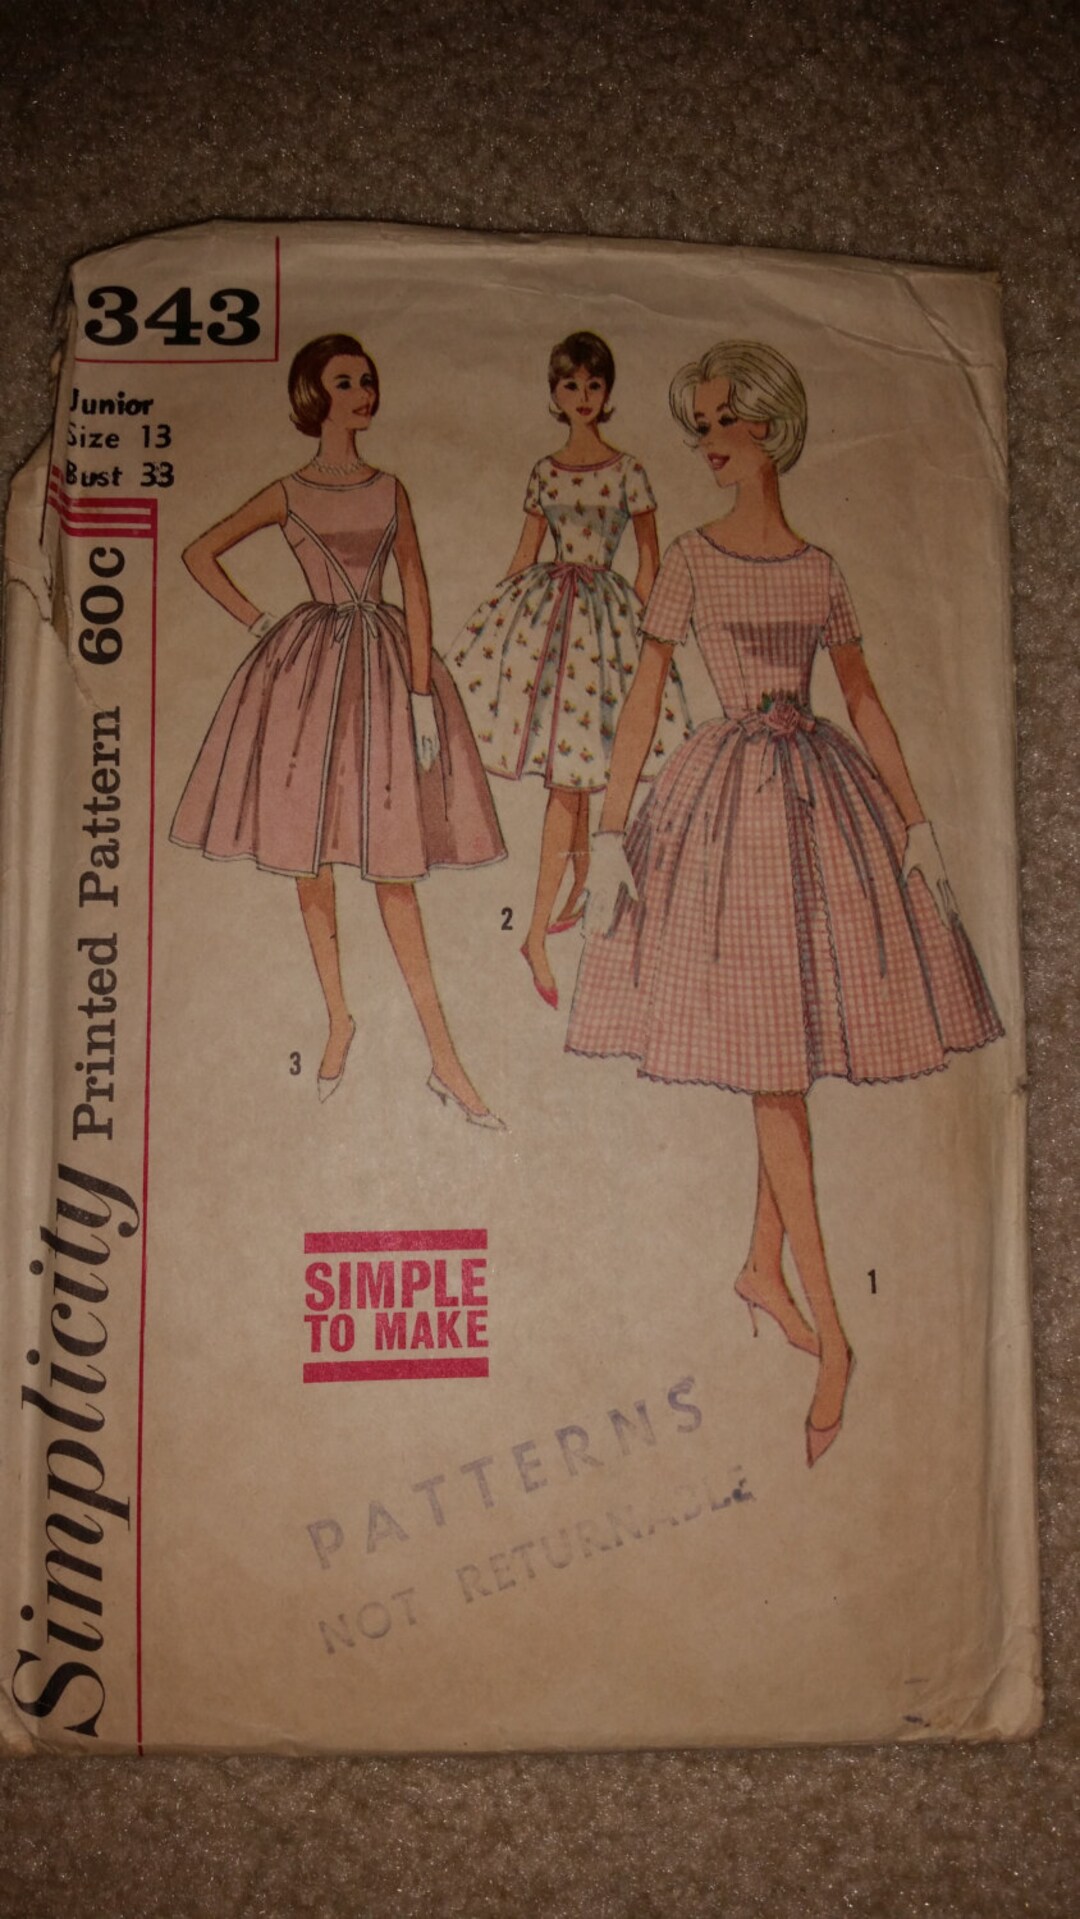 343
Junior
Size 13
Bust 33
Simplicity Printed Pattern 60c
3
2
1
SIMPLE
TO MAKE
PATTERNS
NOT RETURNABLE